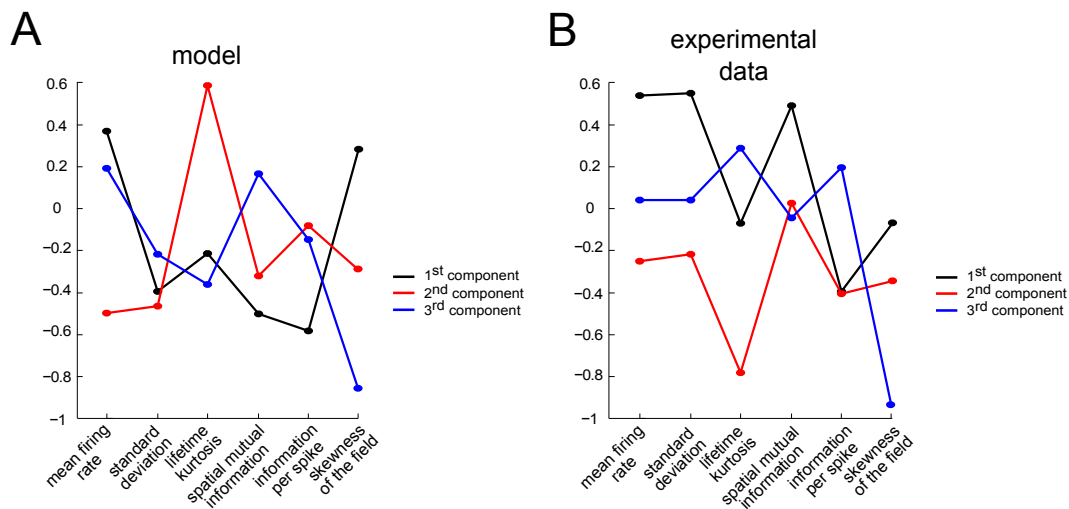 A
model
0.6
0.4
0.2
0
−0.2
−0.4
−0.6
−0.8
−1
mean firing
rate
standard
deviation
lifetime
kurtosis
spatial mutual
information
information
per spike
skewness
of the field
1st component
2nd component
3rd component
B
experimental
data
0.6
0.4
0.2
0
−0.2
−0.4
−0.6
−0.8
−1
mean firing
rate
standard
deviation
lifetime
kurtosis
spatial mutual
information
information
per spike
skewness
of the field
1st component
2nd component
3rd component